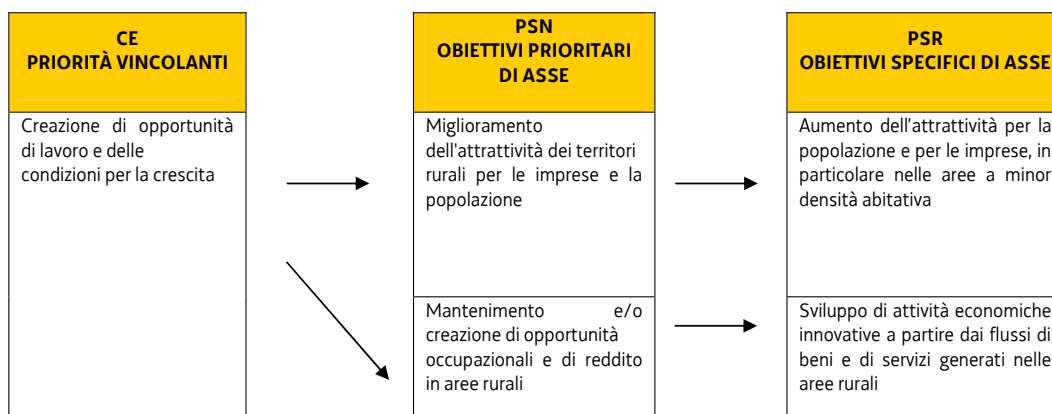 CE
PRIORITÀ VINCOLANTI
PSN
OBIETTIVI PRIORITARI
DI ASSE
PSR
OBIETTIVI SPECIFICI DI ASSE
Creazione di opportunità
di lavoro e delle
condizioni per la crescita
Miglioramento
dell'attrattività dei territori
rurali per le imprese e la
popolazione
Aumento dell'attrattività per la
popolazione e per le imprese, in
particolare nelle aree a minor
densità abitativa
Mantenimento e/o
creazione di opportunità
occupazionali e di reddito
in aree rurali
Sviluppo di attività economiche
innovative a partire dai flussi di
beni e di servizi generati nelle
aree rurali